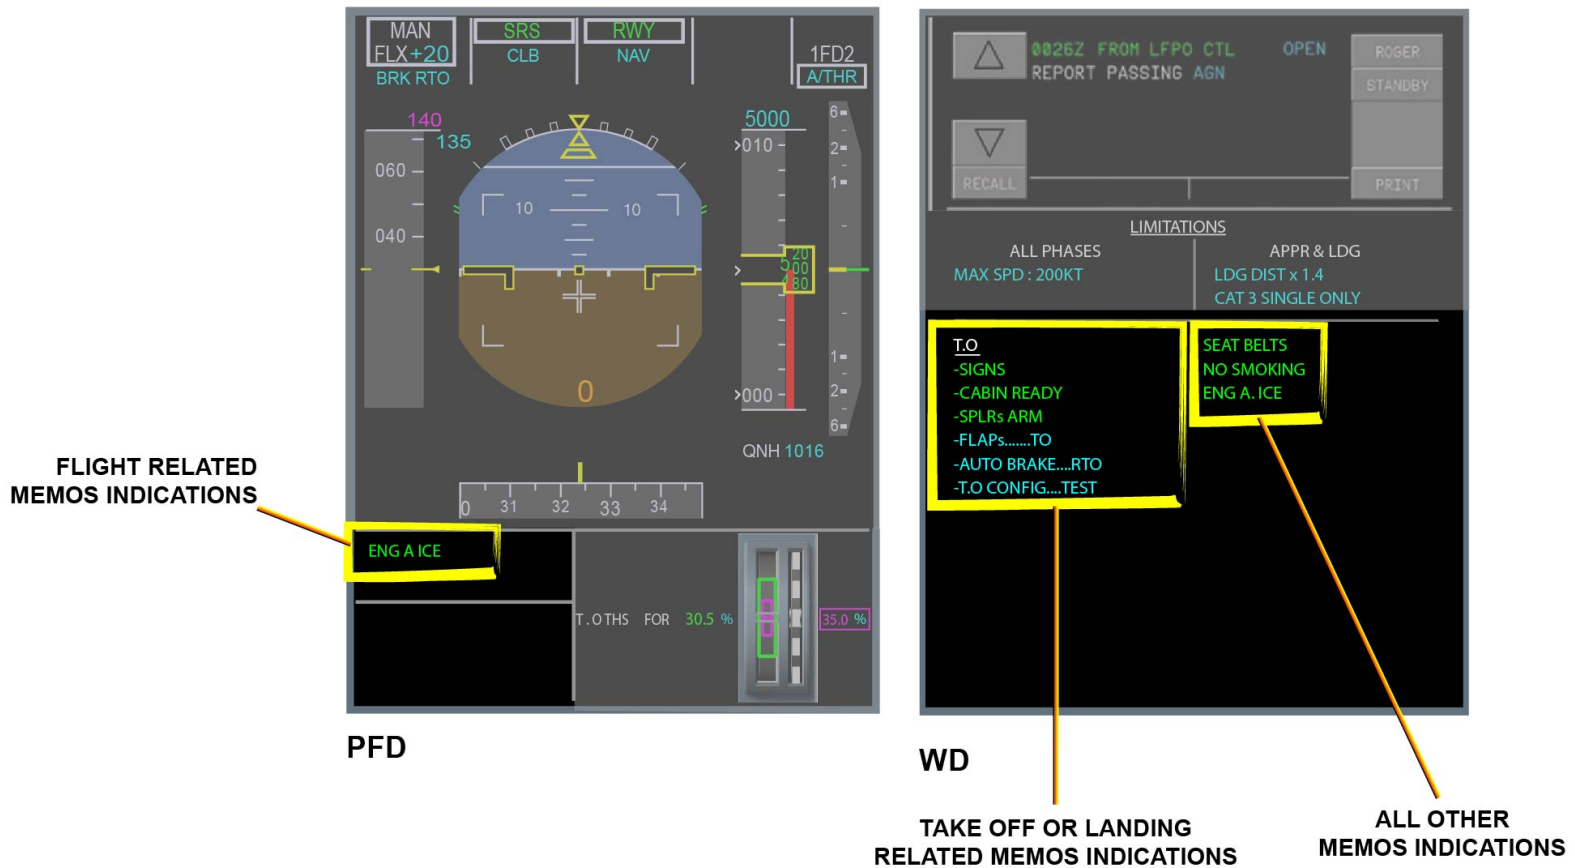 MAN SRS RWY
FLX+20 CLB NAV 1FD2
BRK RTO A/THR
140 5000
135
060
040
10 10
6
2
1
010
20
5 00
4 80
000
1
2
6
0
QNH 1016
0 31 32 33 34
ENG A ICE
T.OTHS FOR 30.5 % 35.0 %
FLIGHT RELATED
MEMOS INDICATIONS
PFD
0026Z FROM LFPO CTL OPEN
REPORT PASSING AGN
ROGER
STANDBY
RECALL
PRINT
LIMITATIONS
ALL PHASES APPR & LDG
MAX SPD : 200KT LDG DIST x 1.4
CAT 3 SINGLE ONLY
T.O
-SIGNS
-CABIN READY
-SPLRs ARM
-FLAPs.......TO
-AUTO BRAKE....RTO
-T.O CONFIG....TEST
SEAT BELTS
NO SMOKING
ENG A. ICE
WD
TAKE OFF OR LANDING
RELATED MEMOS INDICATIONS
ALL OTHER
MEMOS INDICATIONS